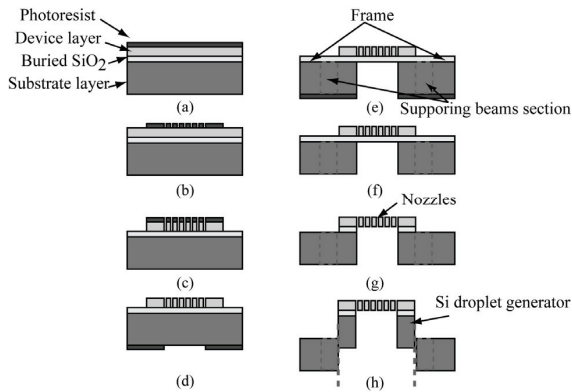 Photoresist
Device layer
Buried SiO2
Substrate layer
(a)
(b)
(c)
(d)
Frame
(e)
Supporing beams section
(f)
Nozzles
(g)
Si droplet generator
(h)